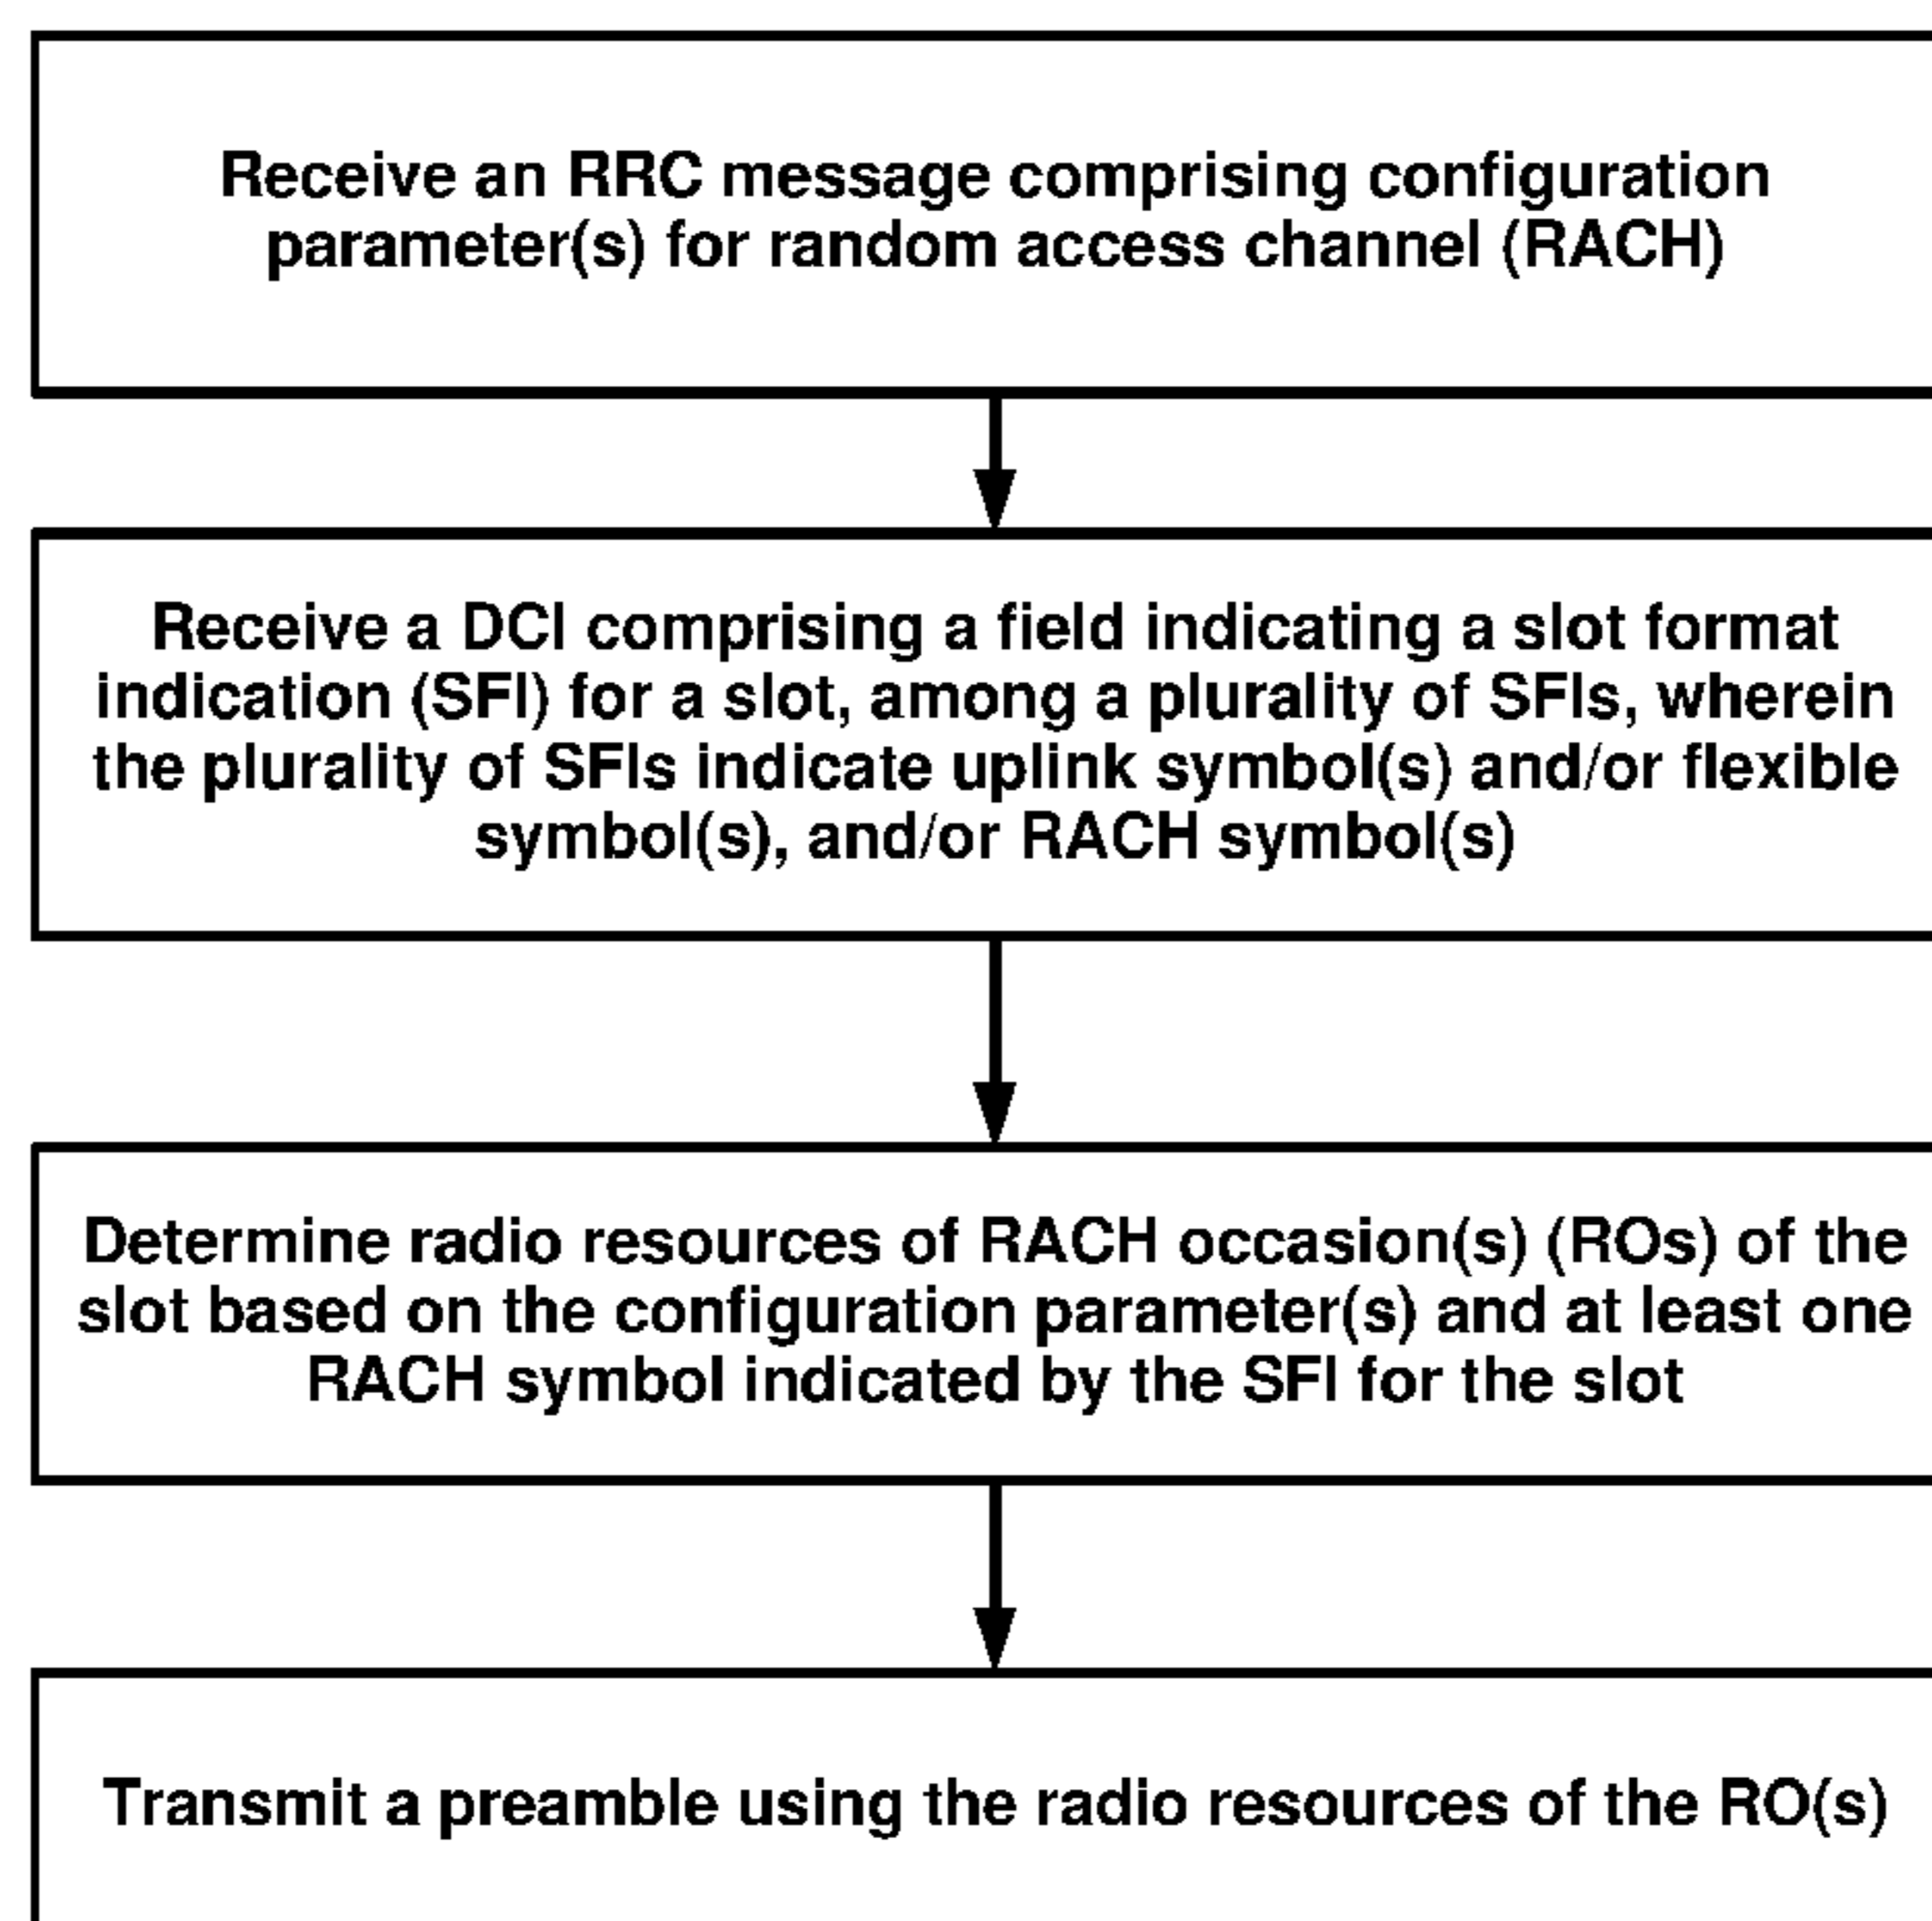 Receive an RRC message comprising configuration
parameter(s) for random access channel (RACH)
Receive a DCI comprising a field indicating a slot format
indication (SFI) for a slot, among a plurality of SFIs, wherein
the plurality of SFIs indicate uplink symbol(s) and/or flexible
symbol(s), and/or RACH symbol(s)
Determine radio resources of RACH occasion(s) (ROs) of the
slot based on the configuration parameter(s) and at least one
RACH symbol indicated by the SFI for the slot
Transmit a preamble using the radio resources of the RO(s)